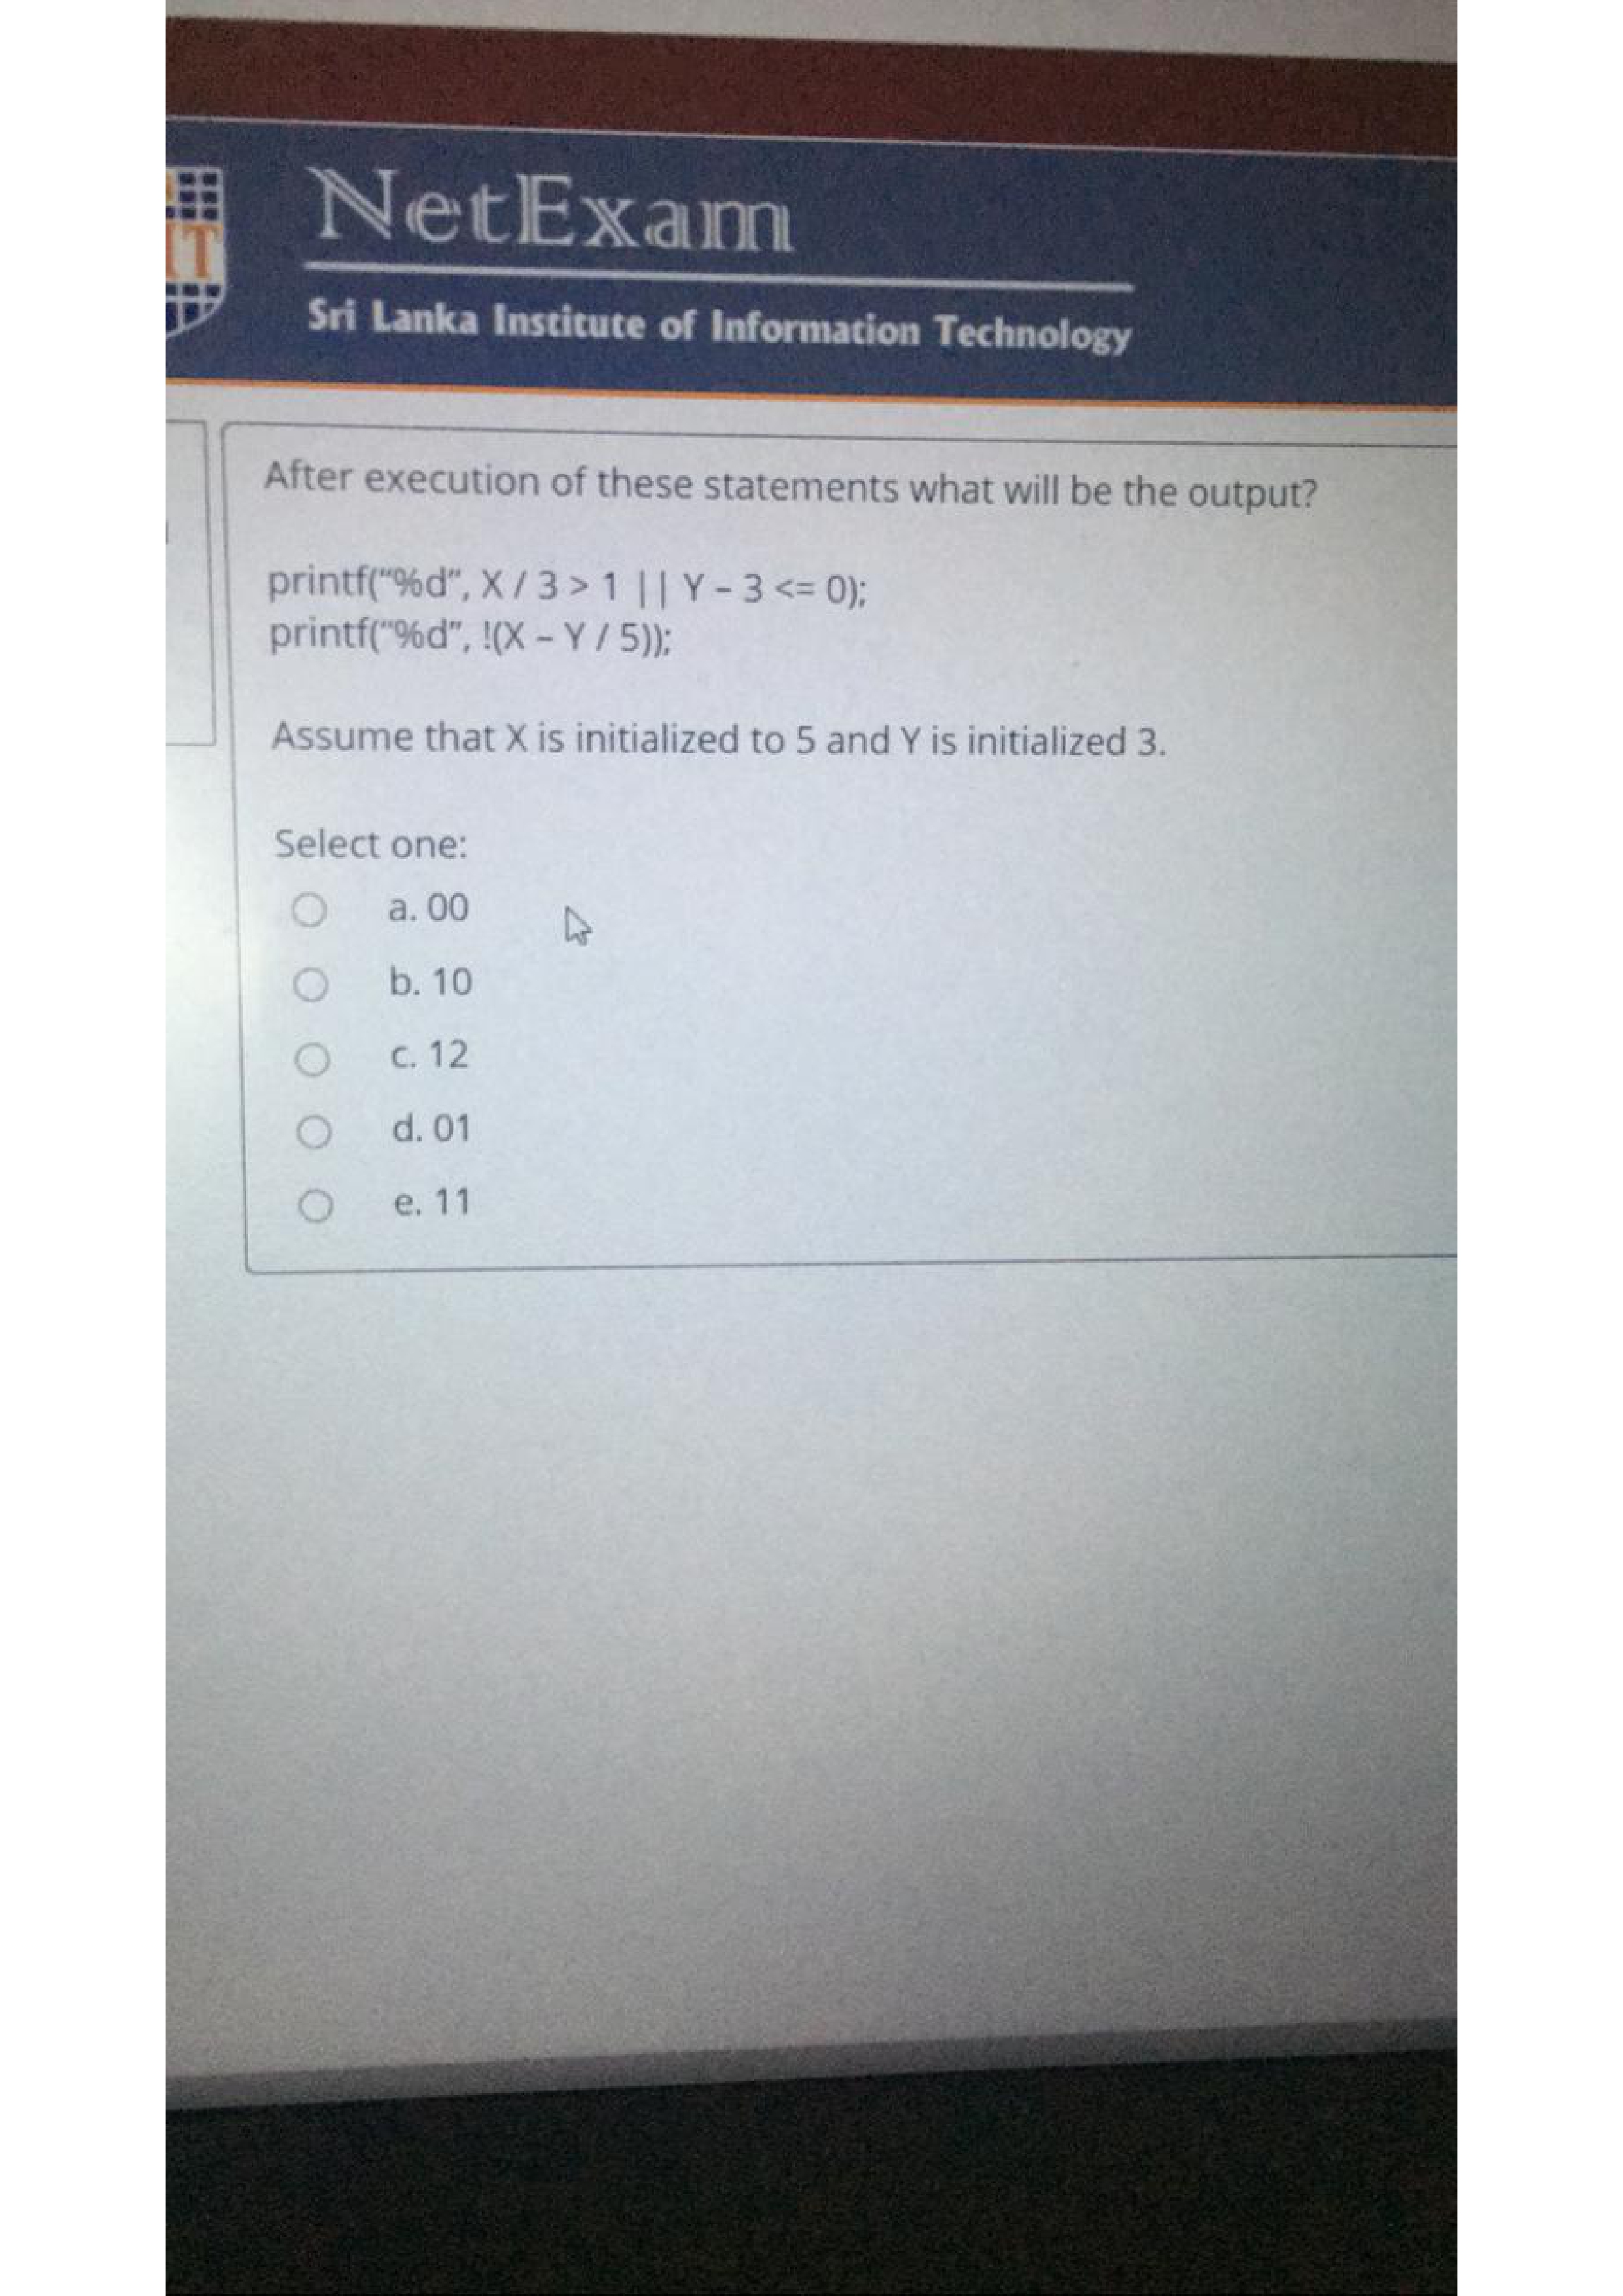 IT
NetExam
Sri Lanka Institute of Information Technology
After execution of these statements what will be the output?
printf("%d", X / 3 > 1 || Y – 3 <= 0);
printf("%d", !(X – Y / 5));
Assume that X is initialized to 5 and Y is initialized 3.
Select one:
a. 00
b. 10
c. 12
d. 01
e. 11